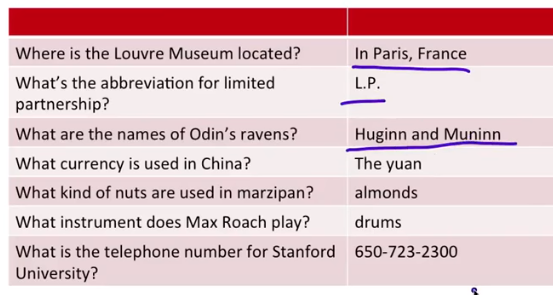 Where is the Louvre Museum located? In Paris, France
What's the abbreviation for limited L.P.
partnership?
What are the names of Odin's ravens? Huginn and Muninn
What currency is used in China? The yuan
What kind of nuts are used in marzipan? almonds
What instrument does Max Roach play? drums
What is the telephone number for Stanford 650-723-2300
University?